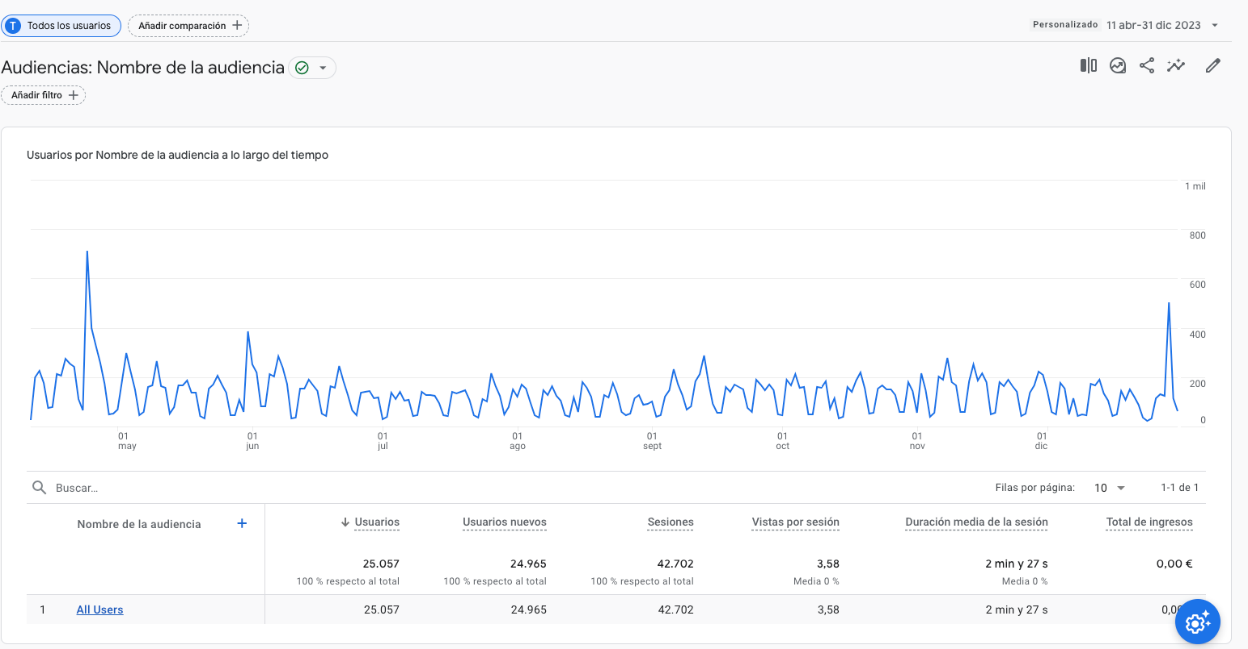 T Todos los usuarios Añadir comparación + Personalizado 11 abr-31 dic 2023
Audiencias: Nombre de la audiencia
Añadir filtro +
Usuarios por Nombre de la audiencia a lo largo del tiempo
1 mil
800
600
400
200
0
01 may
01 jun
01 jul
01 ago
01 sept
01 oct
01 nov
01 dic
Buscar... Filas por página: 10 1-1 de 1
Nombre de la audiencia + ↓ Usuarios Usuarios nuevos Sesiones Vistas por sesión Duración media de la sesión Total de ingresos
25.057 24.965 42.702 3,58 2 min y 27 s 0,00 €
100 % respecto al total 100 % respecto al total 100 % respecto al total Media 0 % Media 0 %
1 All Users 25.057 24.965 42.702 3,58 2 min y 27 s